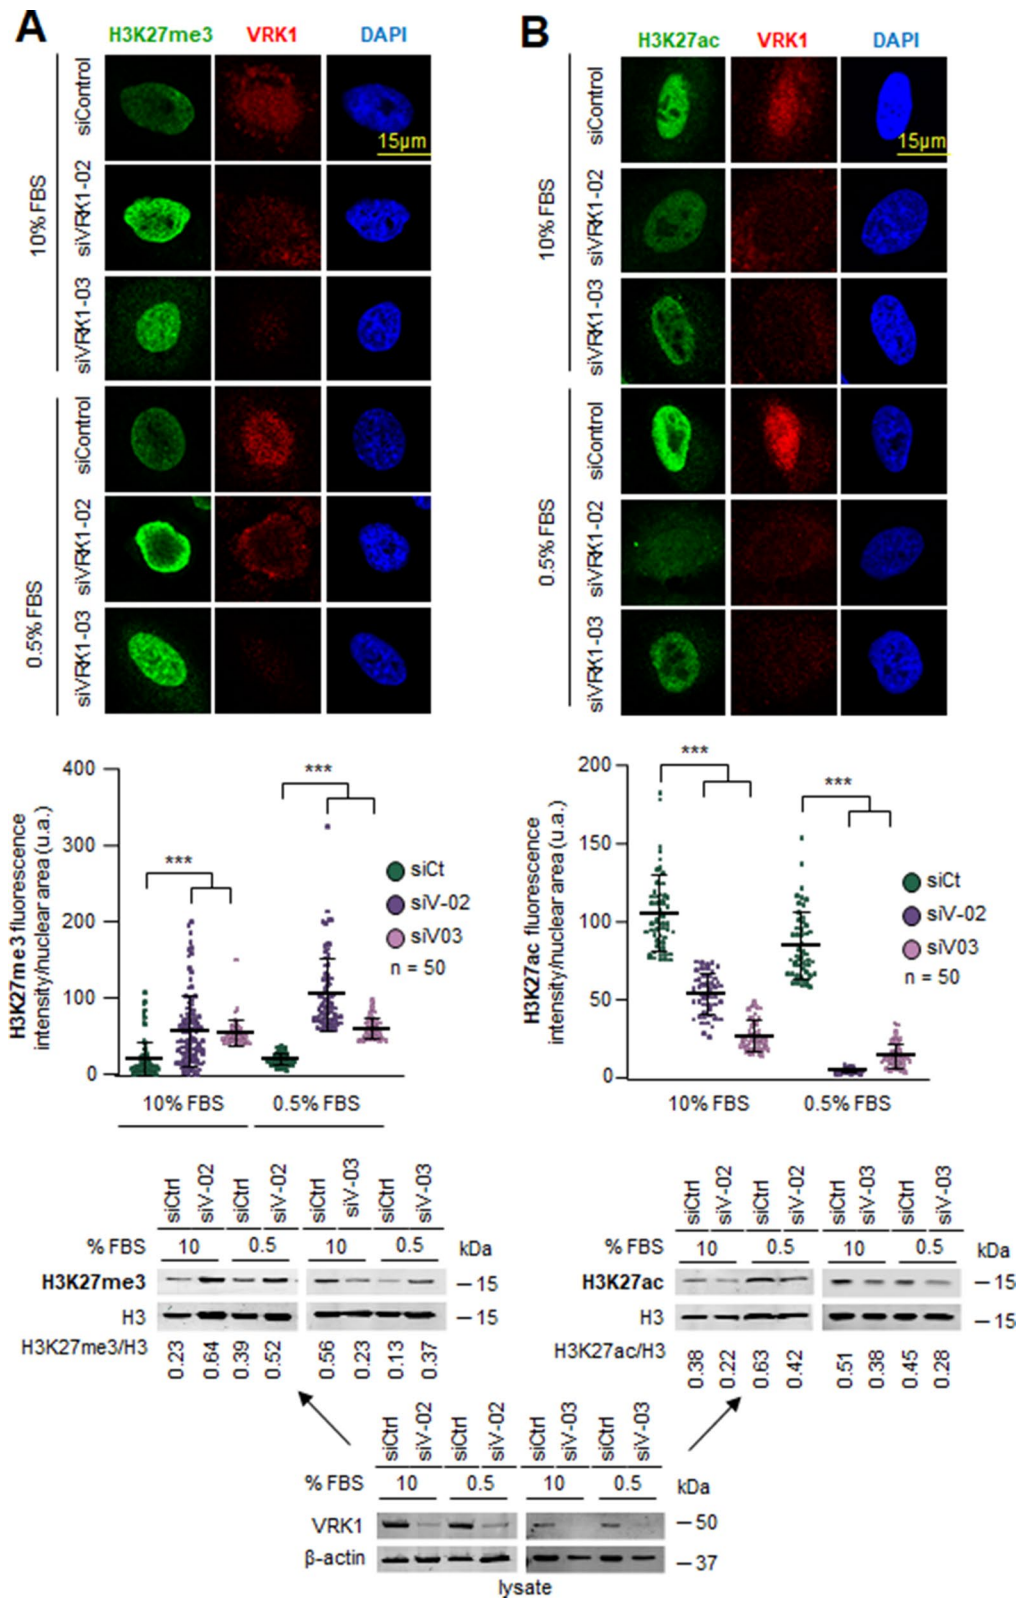 A
H3K27me3 VRK1 DAPI
10% FBS
siControl
15µm
siVRK1-02
siVRK1-03
0.5% FBS
siControl
siVRK1-02
siVRK1-03
B
H3K27ac VRK1 DAPI
10% FBS
siControl
15µm
siVRK1-02
siVRK1-03
0.5% FBS
siControl
siVRK1-02
siVRK1-03
H3K27me3 fluorescence
intensity/nuclear area (u.a.)
400
300
200
100
0
***
***
siCt
siV-02
siV03
n = 50
10% FBS 0.5% FBS
H3K27ac fluorescence
intensity/nuclear area (u.a.)
200
150
100
50
0
***
***
siCt
siV-02
siV03
n = 50
10% FBS 0.5% FBS
siCtrl siV-02 siCtrl siV-02 siCtrl siV-03 siCtrl siV-03
% FBS 10 0.5 10 0.5 kDa
H3K27me3 15
H3 15
H3K27me3/H3 0.23 0.64 0.39 0.52 0.56 0.23 0.13 0.37
siCtrl siV-02 siCtrl siV-02 siCtrl siV-03 siCtrl siV-03
% FBS 10 0.5 10 0.5 kDa
H3K27ac 15
H3 15
H3K27ac/H3 0.38 0.22 0.63 0.42 0.51 0.38 0.45 0.28
siCtrl siV-02 siCtrl siV-02 siCtrl siV-03 siCtrl siV-03
% FBS 10 0.5 10 0.5 kDa
VRK1 50
β-actin 37
lysate